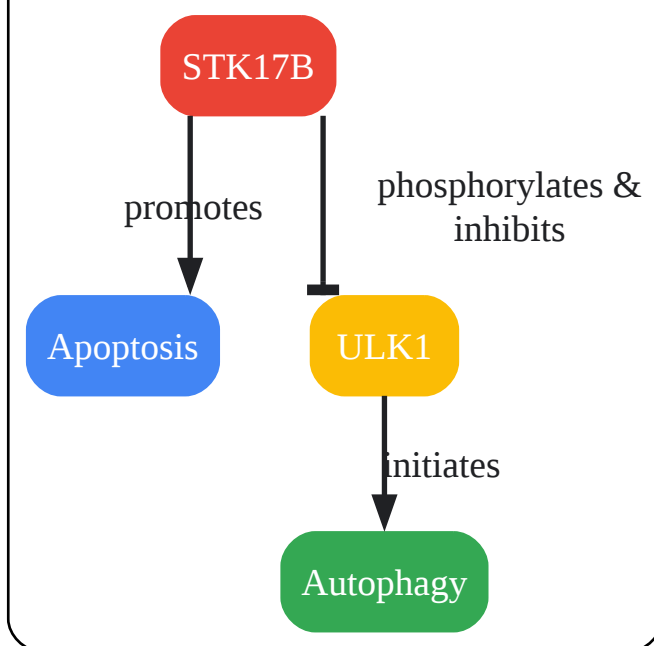 STK17B
promotes
phosphorylates &
inhibits
Apoptosis
ULK1
initiates
Autophagy